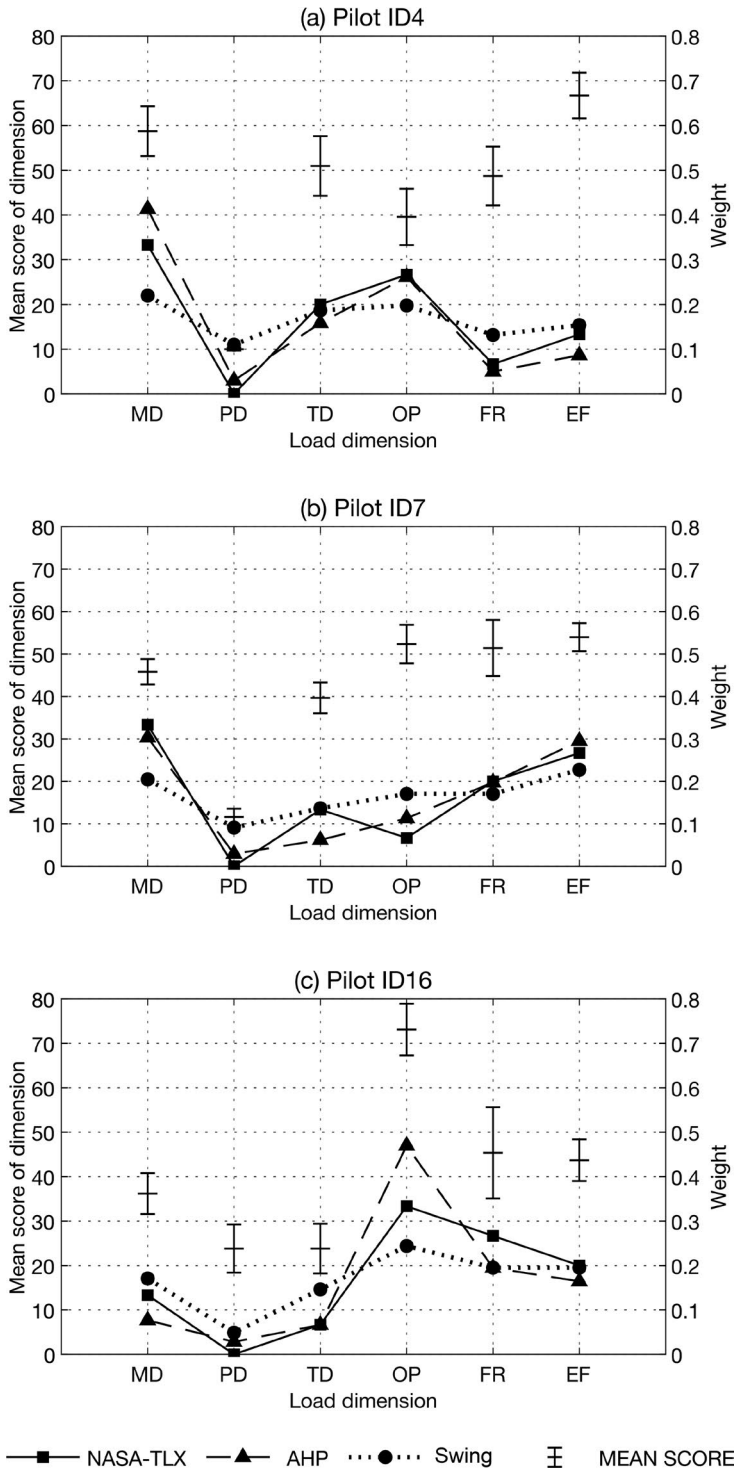 (a) Pilot ID4
80 0.8
70 0.7
60 0.6
50 0.5
40 0.4
30 0.3
20 0.2
10 0.1
0 0
Mean score of dimension
Weight
MD PD TD OP FR EF
Load dimension
(b) Pilot ID7
80 0.8
70 0.7
60 0.6
50 0.5
40 0.4
30 0.3
20 0.2
10 0.1
0 0
Mean score of dimension
Weight
MD PD TD OP FR EF
Load dimension
(c) Pilot ID16
80 0.8
70 0.7
60 0.6
50 0.5
40 0.4
30 0.3
20 0.2
10 0.1
0 0
Mean score of dimension
Weight
MD PD TD OP FR EF
Load dimension
NASA-TLX AHP Swing MEAN SCORE